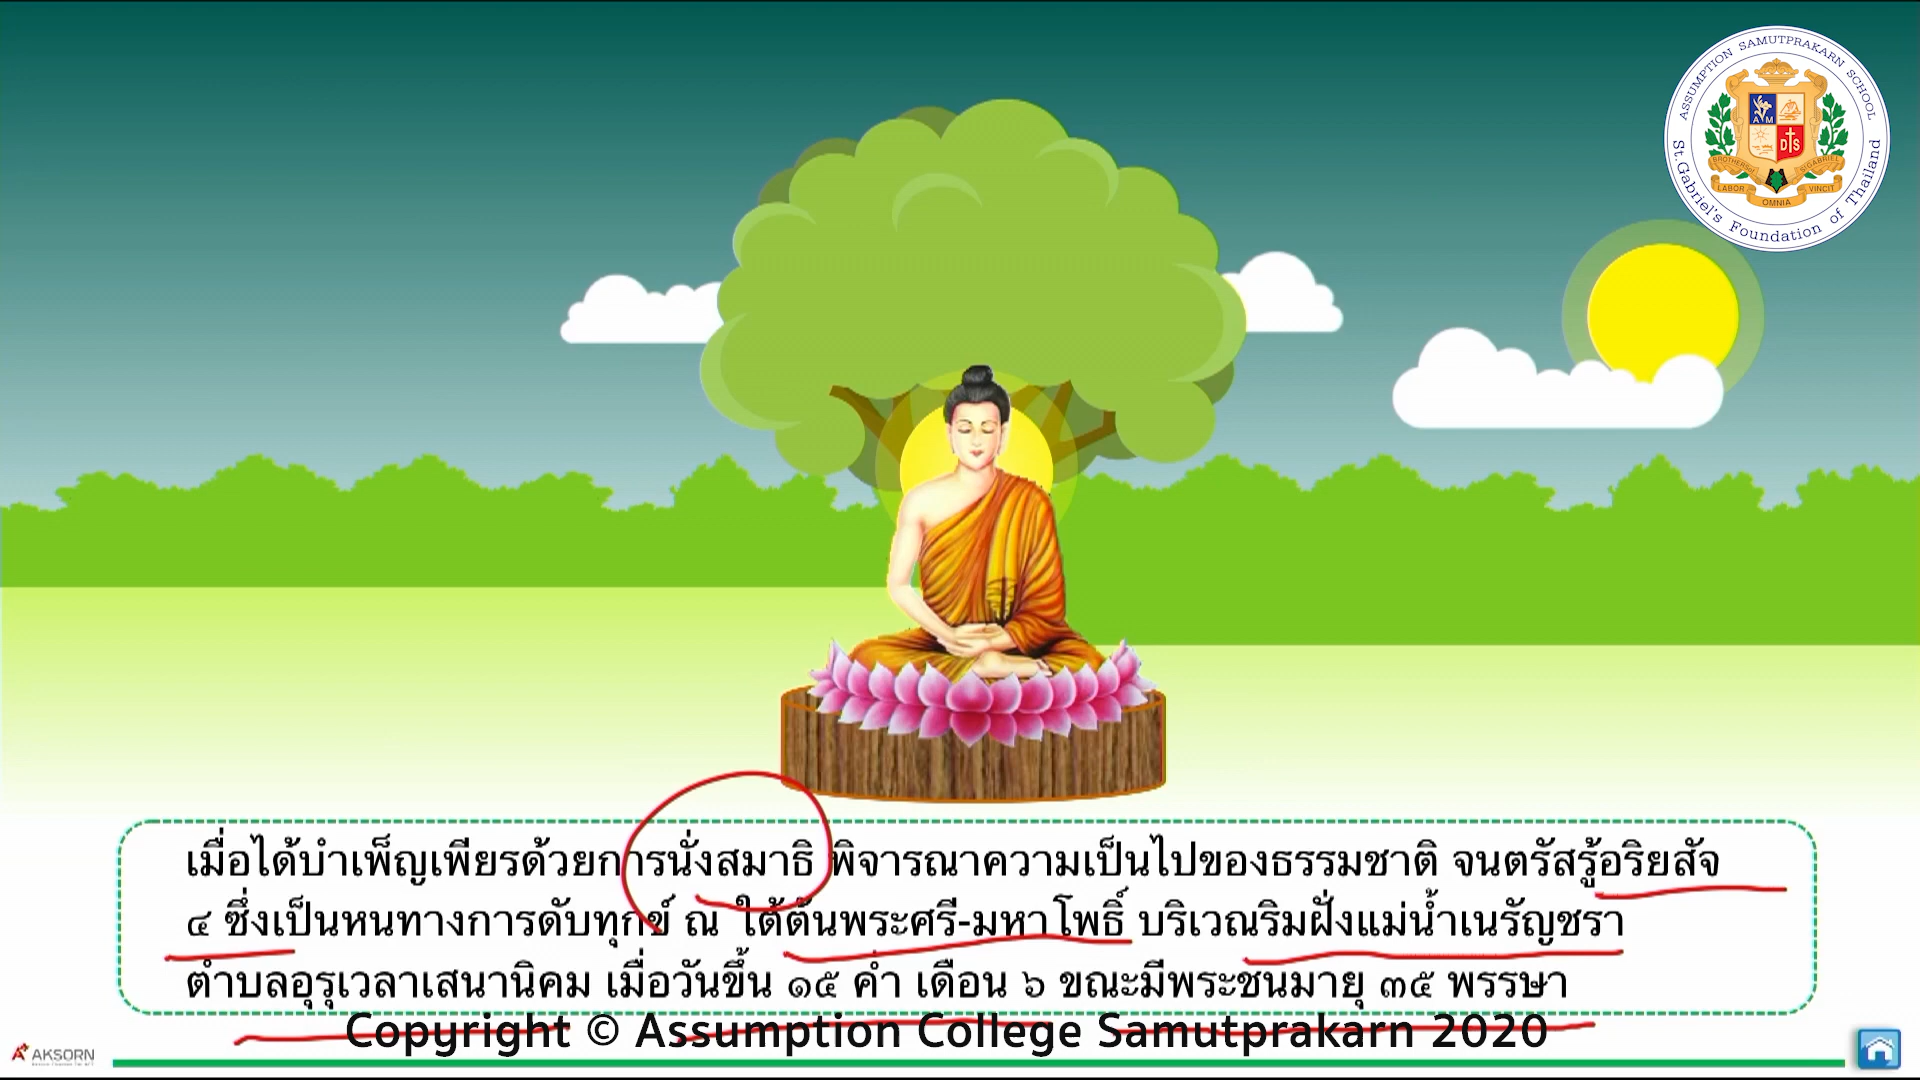 ASSUMPTION SAMUTPRAKARN SCHOOL
A M
D S
BROTHERS of ST.GABRIEL
LABOR OMNIA VINCIT
St.Gabriel's Foundation of Thailand
เมื่อได้บำเพ็ญเพียรด้วยการนั่งสมาธิ พิจารณาความเป็นไปของธรรมชาติ จนตรัสรู้อริยสัจ
๔ ซึ่งเป็นหนทางการดับทุกข์ ณ ใต้ต้นพระศรี-มหาโพธิ์ บริเวณริมฝั่งแม่น้ำเนรัญชรา
ตำบลอุรุเวลาเสนานิคม เมื่อวันขึ้น ๑๕ ค่ำ เดือน ๖ ขณะมีพระชนมายุ ๓๕ พรรษา
Copyright © Assumption College Samutprakarn 2020
AKSORN